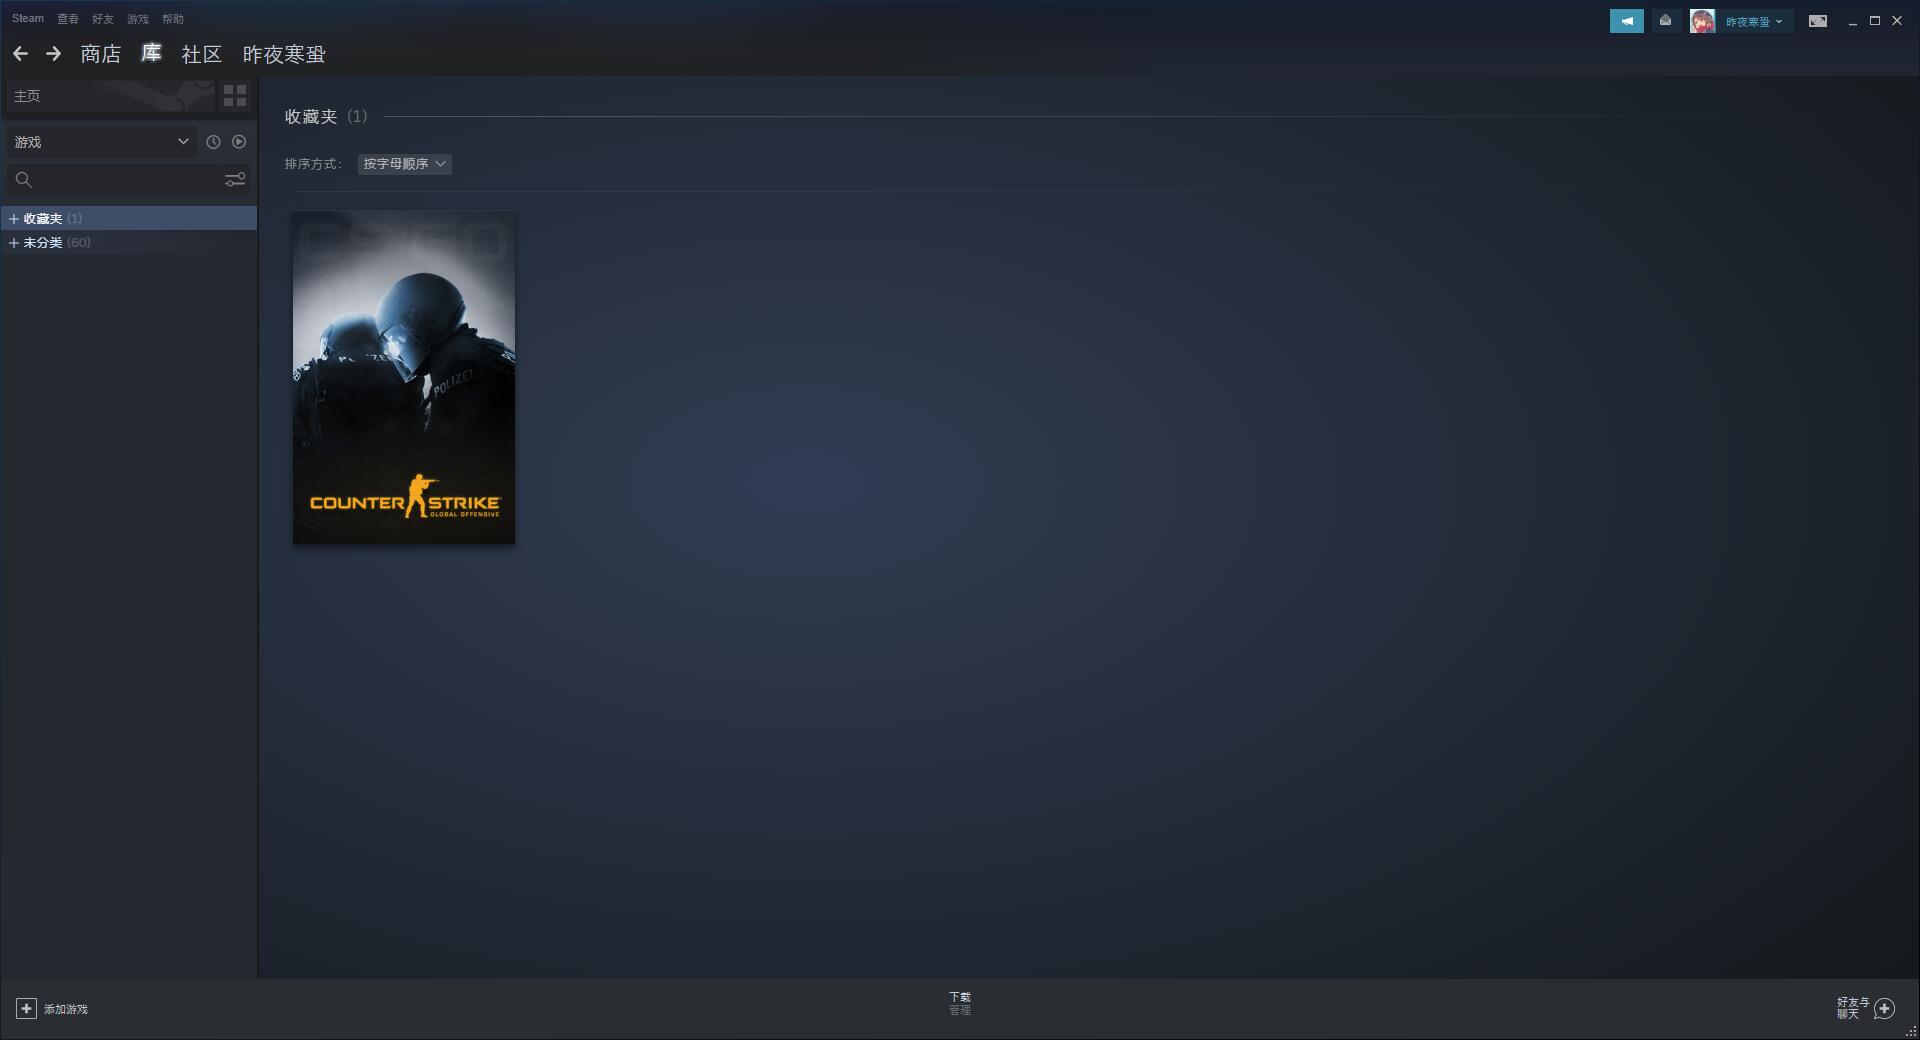 Steam 查看 好友 游戏 帮助
昨夜寒蛩
商店 库 社区 昨夜寒蛩
主页
收藏夹 (1)
游戏
排序方式： 按字母顺序
收藏夹 (1)
未分类 (60)
CS:GO
POLIZEI
COUNTER STRIKE
GLOBAL OFFENSIVE
添加游戏
下载
管理
好友与
聊天